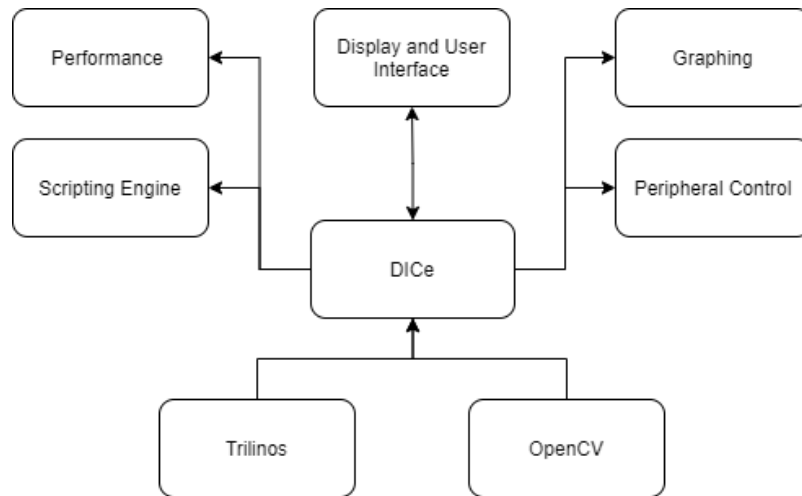 Performance
Display and User
Interface
Graphing
Scripting Engine
Peripheral Control
DICe
Trilinos
OpenCV